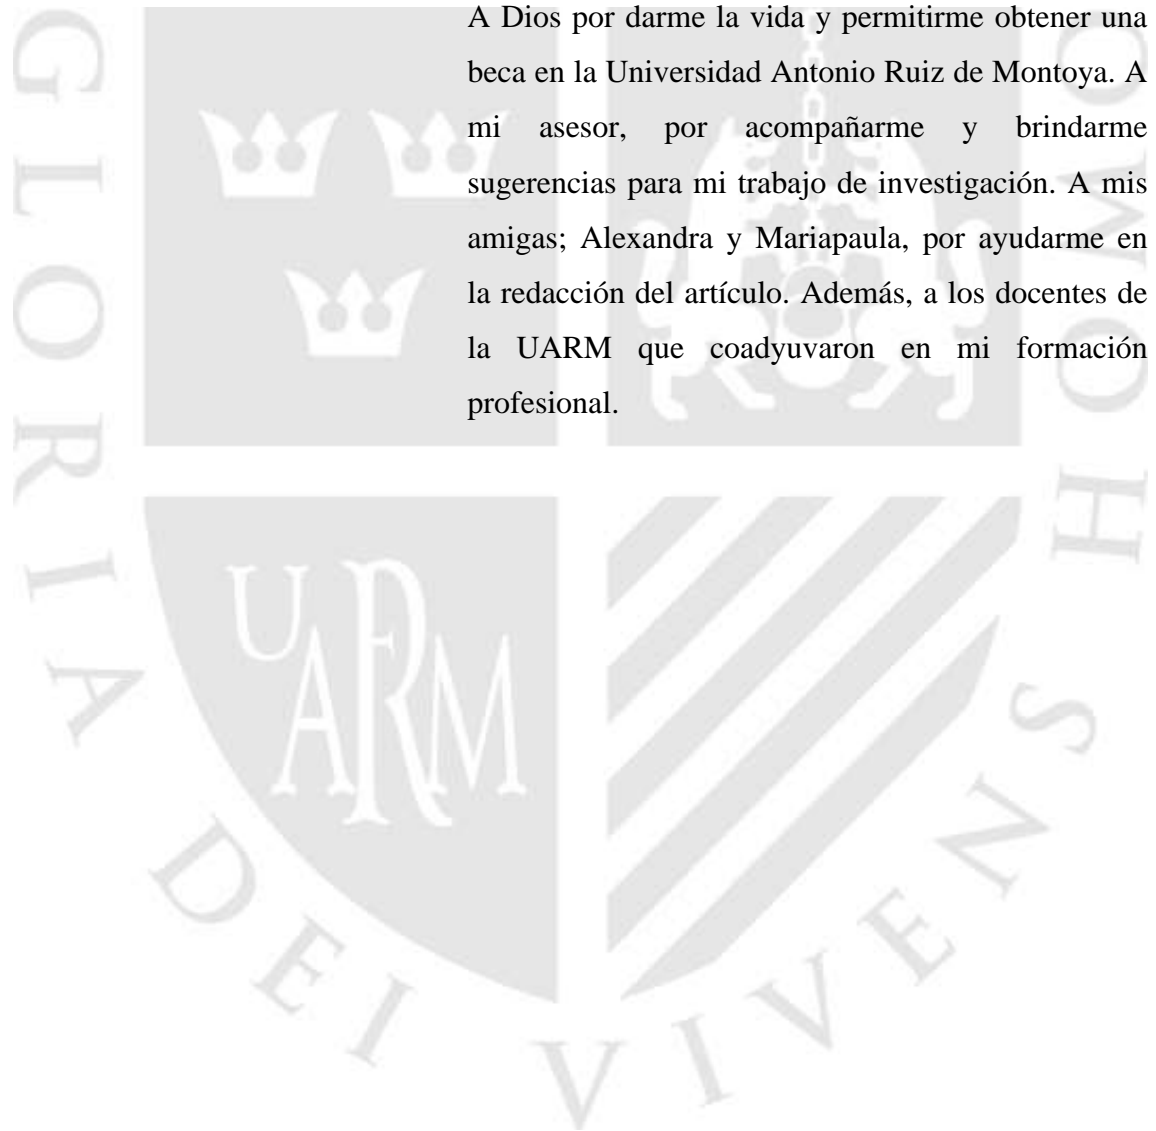 A Dios por darme la vida y permitirme obtener una
beca en la Universidad Antonio Ruiz de Montoya. A
mi asesor, por acompañarme y brindarme
sugerencias para mi trabajo de investigación. A mis
amigas; Alexandra y Mariapaula, por ayudarme en
la redacción del artículo. Además, a los docentes de
la UARM que coadyuvaron en mi formación
profesional.
GLORIA DEI VIVENS HOMO
UARM